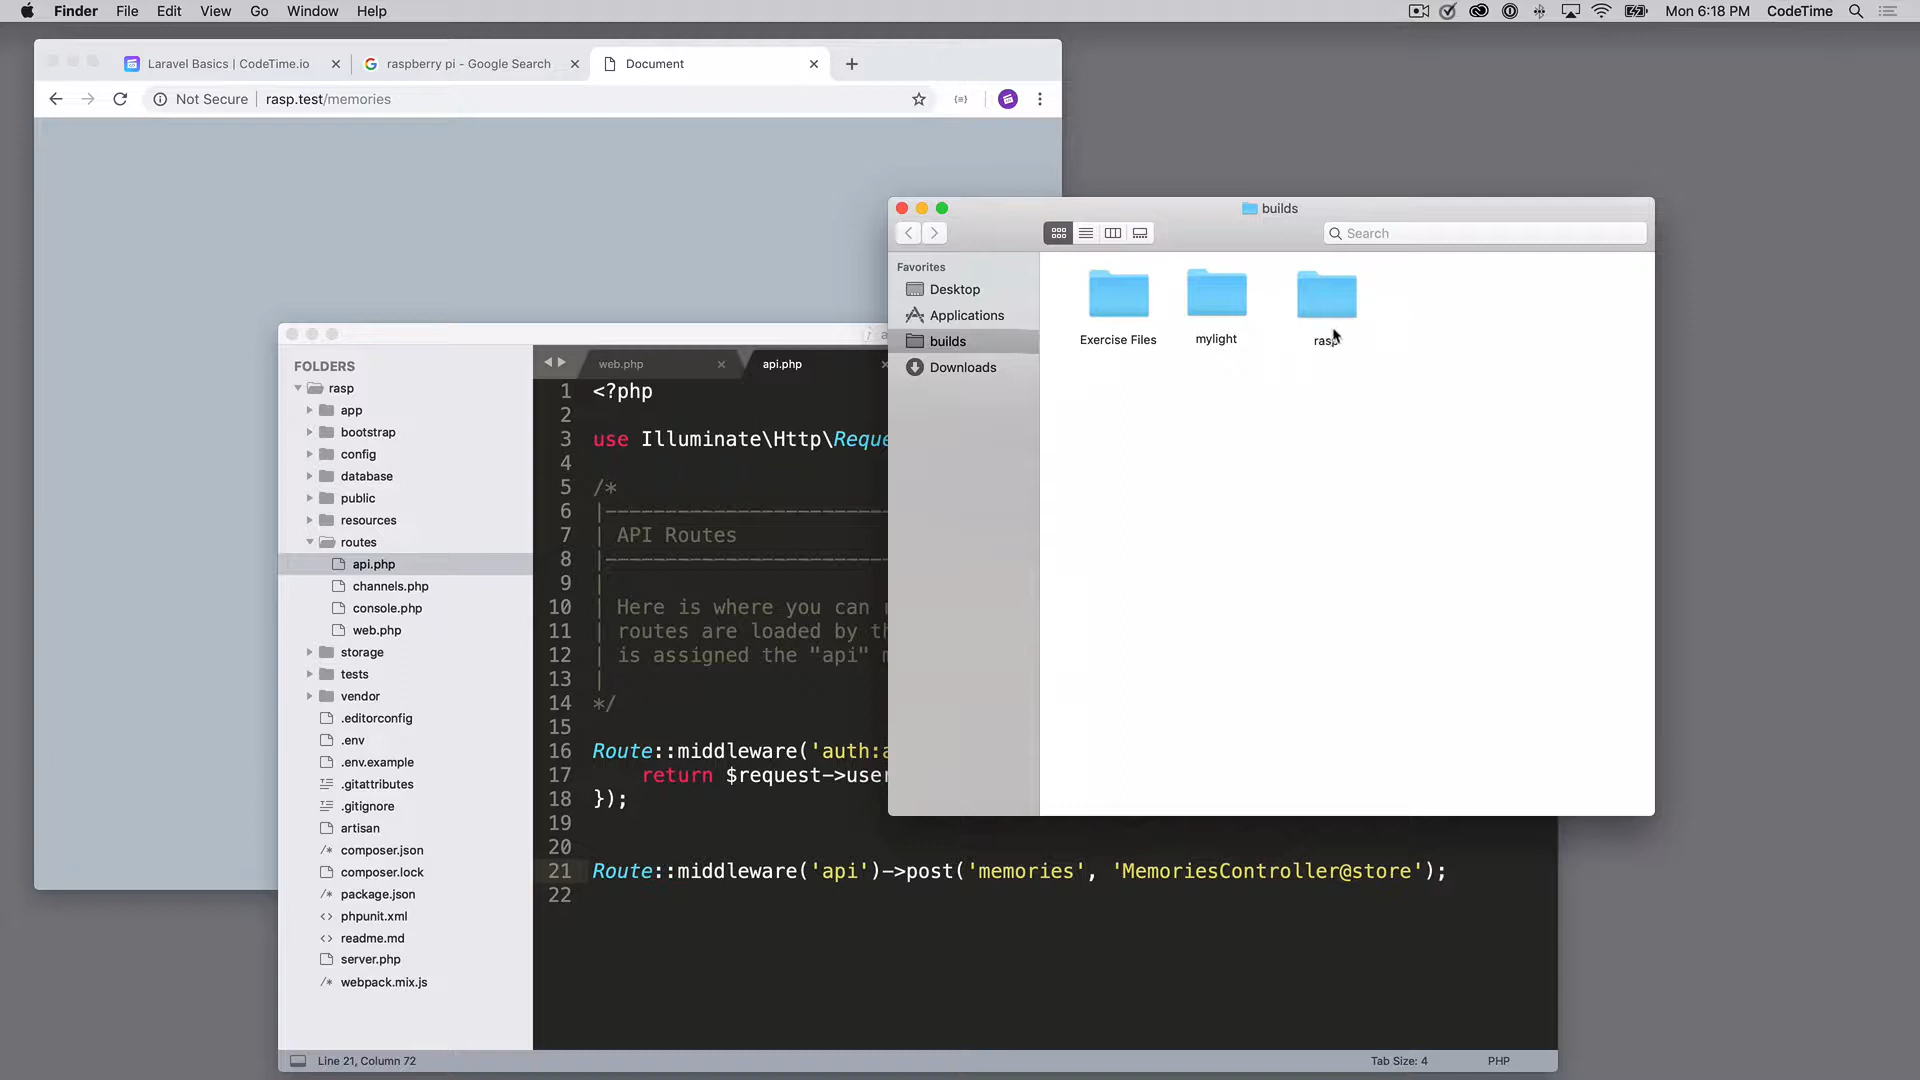 Finder File Edit View Go Window Help
Mon 6:18 PM CodeTime
Laravel Basics | CodeTime.io
raspberry pi - Google Search
Document
Not Secure rasp.test/memories
builds
Search
Favorites
Desktop
Applications
builds
Downloads
Exercise Files
mylight
rasp
FOLDERS
rasp
app
bootstrap
config
database
public
resources
routes
api.php
channels.php
console.php
web.php
storage
tests
vendor
.editorconfig
.env
.env.example
.gitattributes
.gitignore
artisan
composer.json
composer.lock
package.json
phpunit.xml
readme.md
server.php
webpack.mix.js
web.php
api.php
1 <?php
2
3 use Illuminate\Http\Reque
4
5 /*
6 |------------------------
7 | API Routes
8 |------------------------
9 |
10 | Here is where you can
11 | routes are loaded by th
12 | is assigned the "api"
13 |
14 */
15
16 Route::middleware('auth:a
17 return $request->user
18 });
19
20
21 Route::middleware('api')->post('memories', 'MemoriesController@store');
22
Line 21, Column 72
Tab Size: 4
PHP